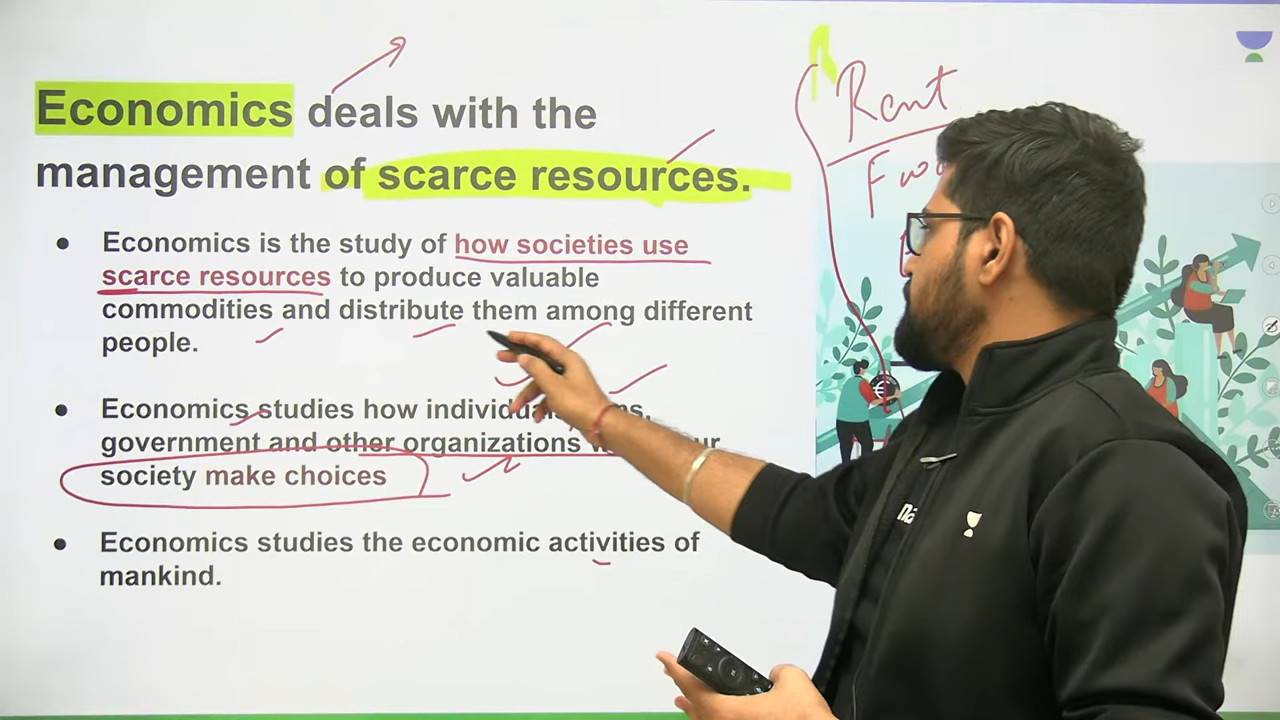 Economics deals with the
management of scarce resources.
Rent
● Economics is the study of how societies use
scarce resources to produce valuable
commodities and distribute them among different
people.
● Economics studies how
government and other organizations
society make choices
● Economics studies the economic activities of
mankind.